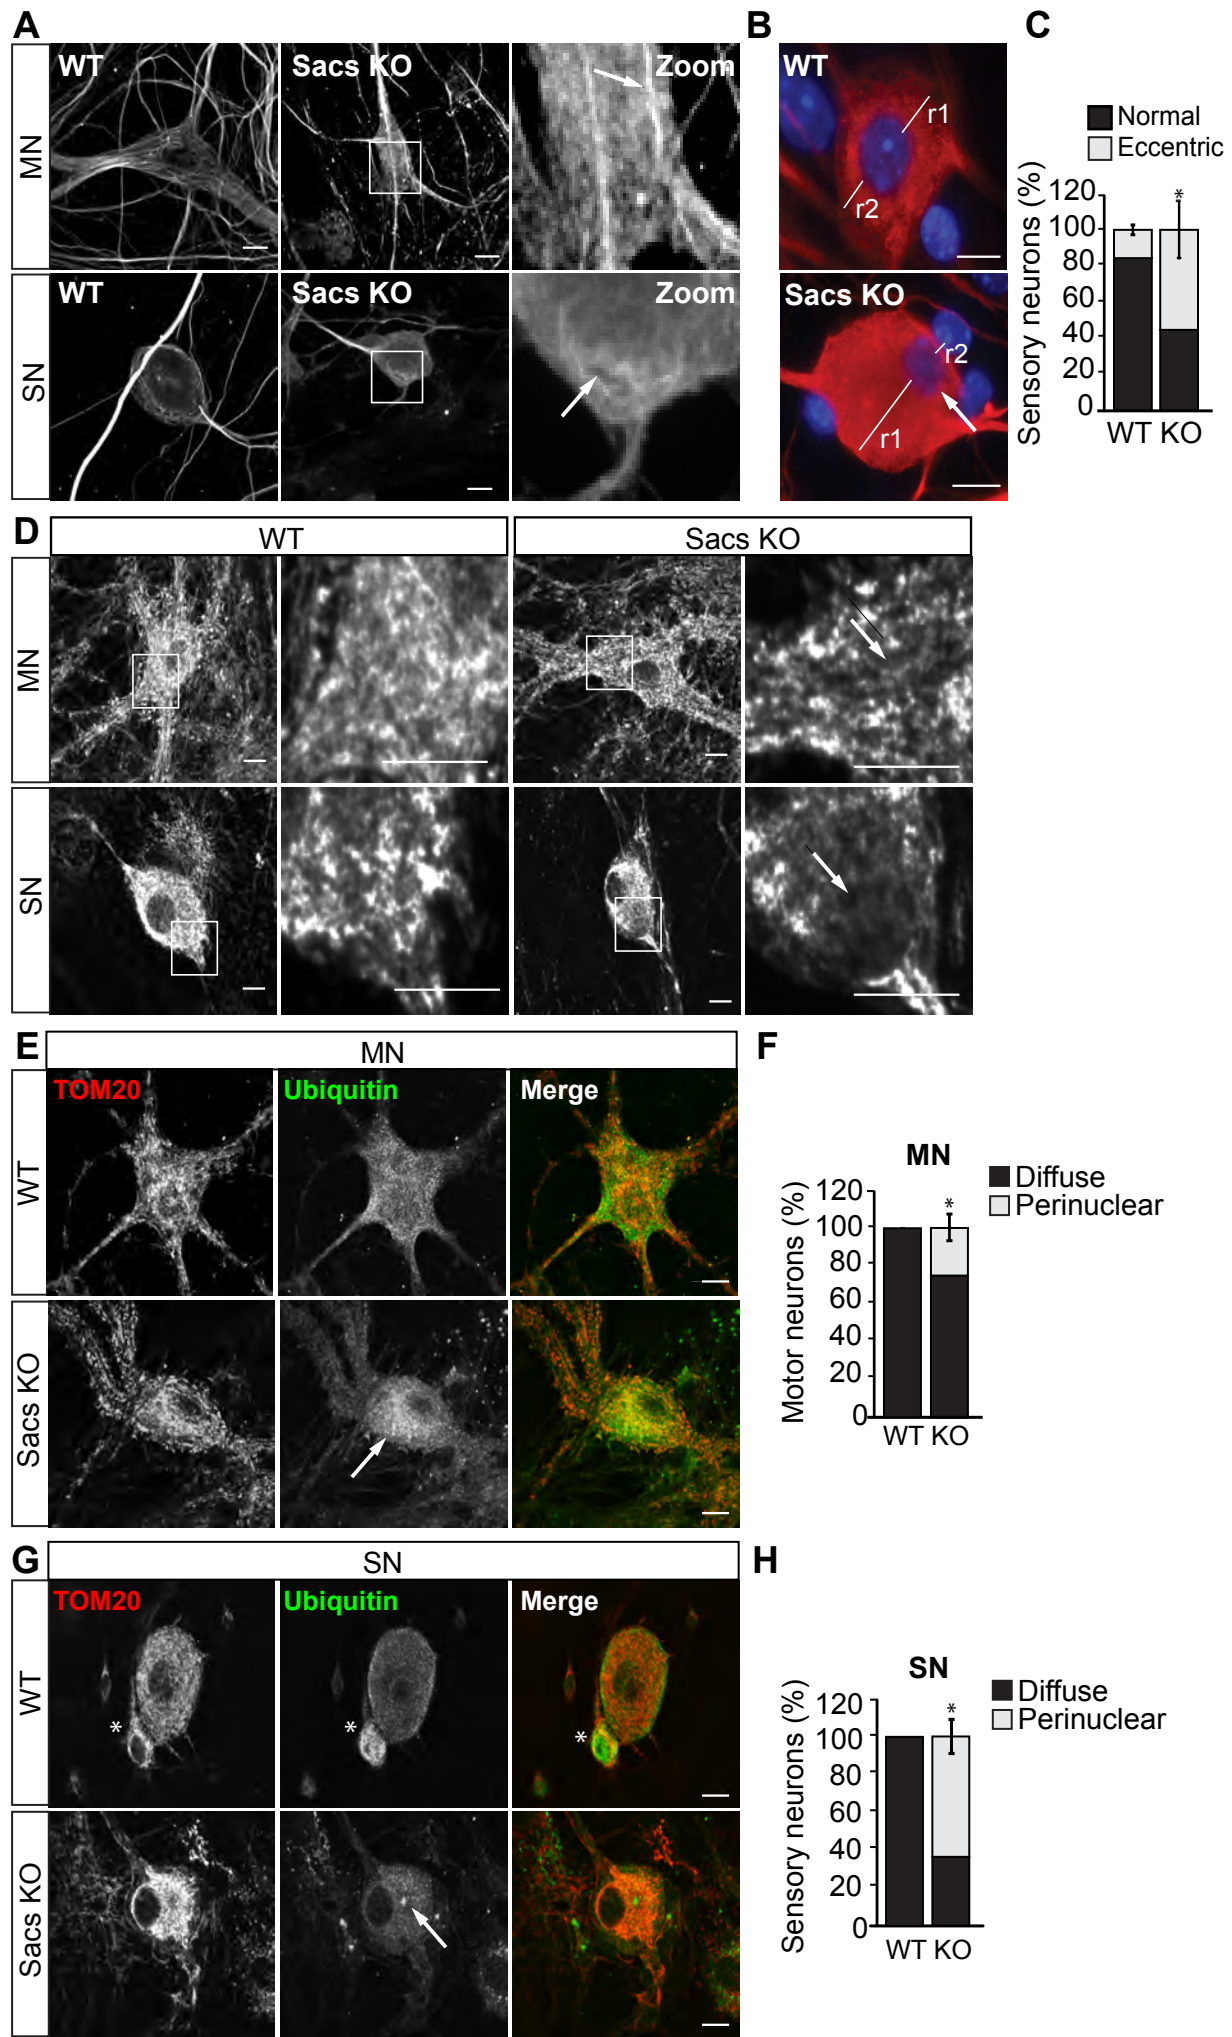 A
B
C
WT
Sacs KO
Zoom
MN
WT
Sacs KO
Zoom
SN
WT
r1
r2
Sacs KO
r2
r1
Normal
Eccentric
Sensory neurons (%)
120
100
80
60
40
20
0
*
WT KO
D
WT
Sacs KO
MN
SN
E
MN
TOM20
Ubiquitin
Merge
WT
Sacs KO
F
MN
Diffuse
Perinuclear
Motor neurons (%)
120
100
80
60
40
20
0
*
WT KO
G
SN
TOM20
Ubiquitin
Merge
WT
*
*
*
Sacs KO
H
SN
Diffuse
Perinuclear
Sensory neurons (%)
120
100
80
60
40
20
0
*
WT KO